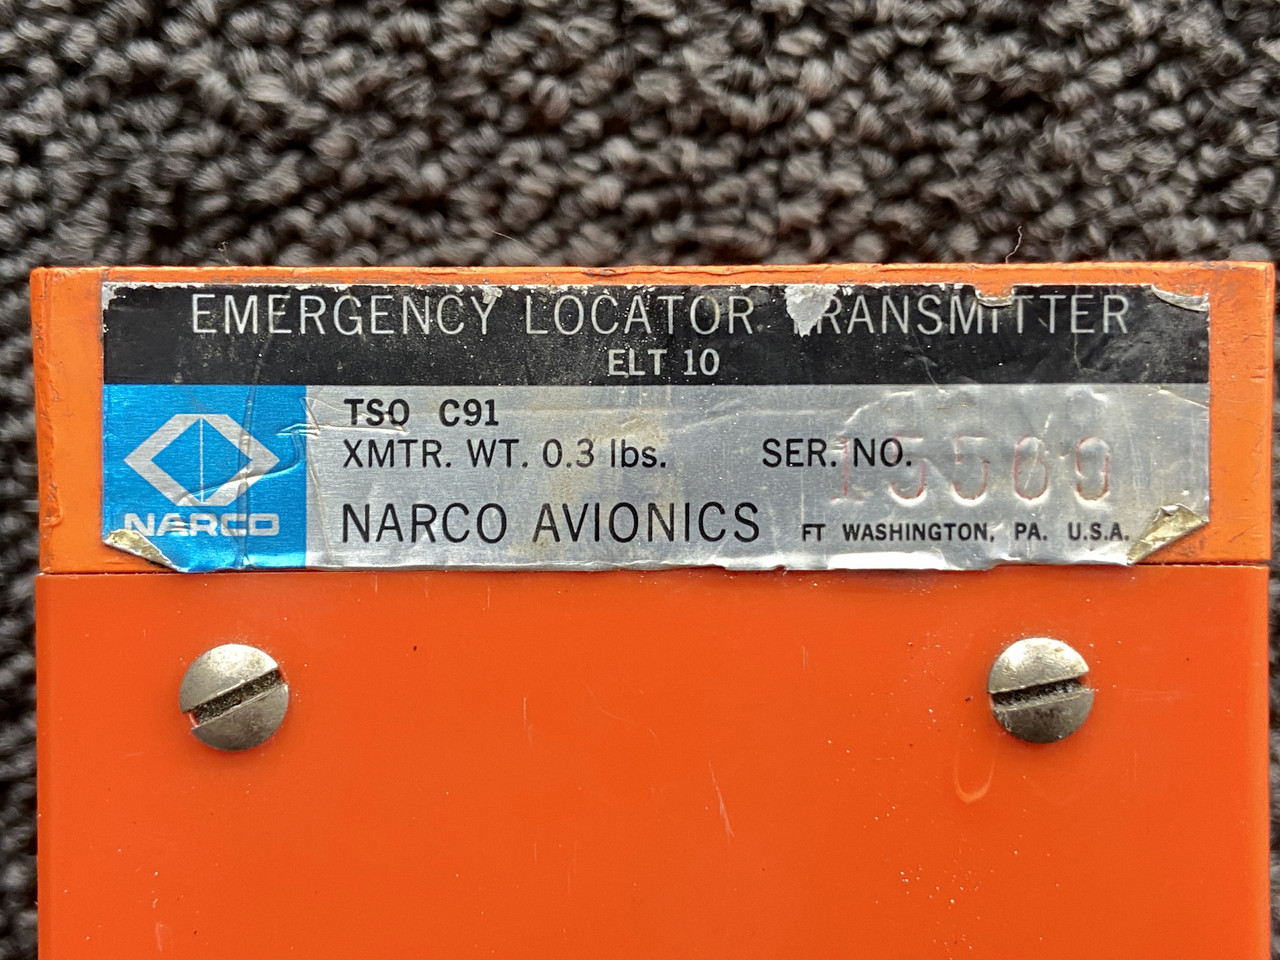 EMERGENCY LOCATOR TRANSMITTER
ELT 10
TSO C91
XMTR. WT. 0.3 lbs. SER. NO.
NARCO AVIONICS FT WASHINGTON, PA. U.S.A.
NARCO